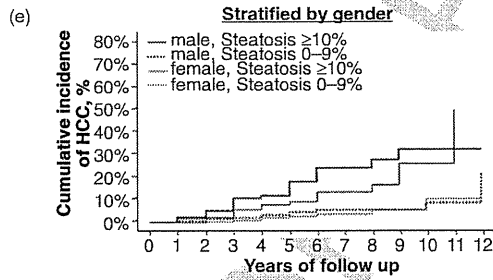 (e)
Stratified by gender
Cumulative incidence
of HCC, %
80%
70%
60%
50%
40%
30%
20%
10%
0%
male, Steatosis ≥10%
male, Steatosis 0–9%
female, Steatosis ≥10%
female, Steatosis 0–9%
0 1 2 3 4 5 6 7 8 9 10 11 12
Years of follow up